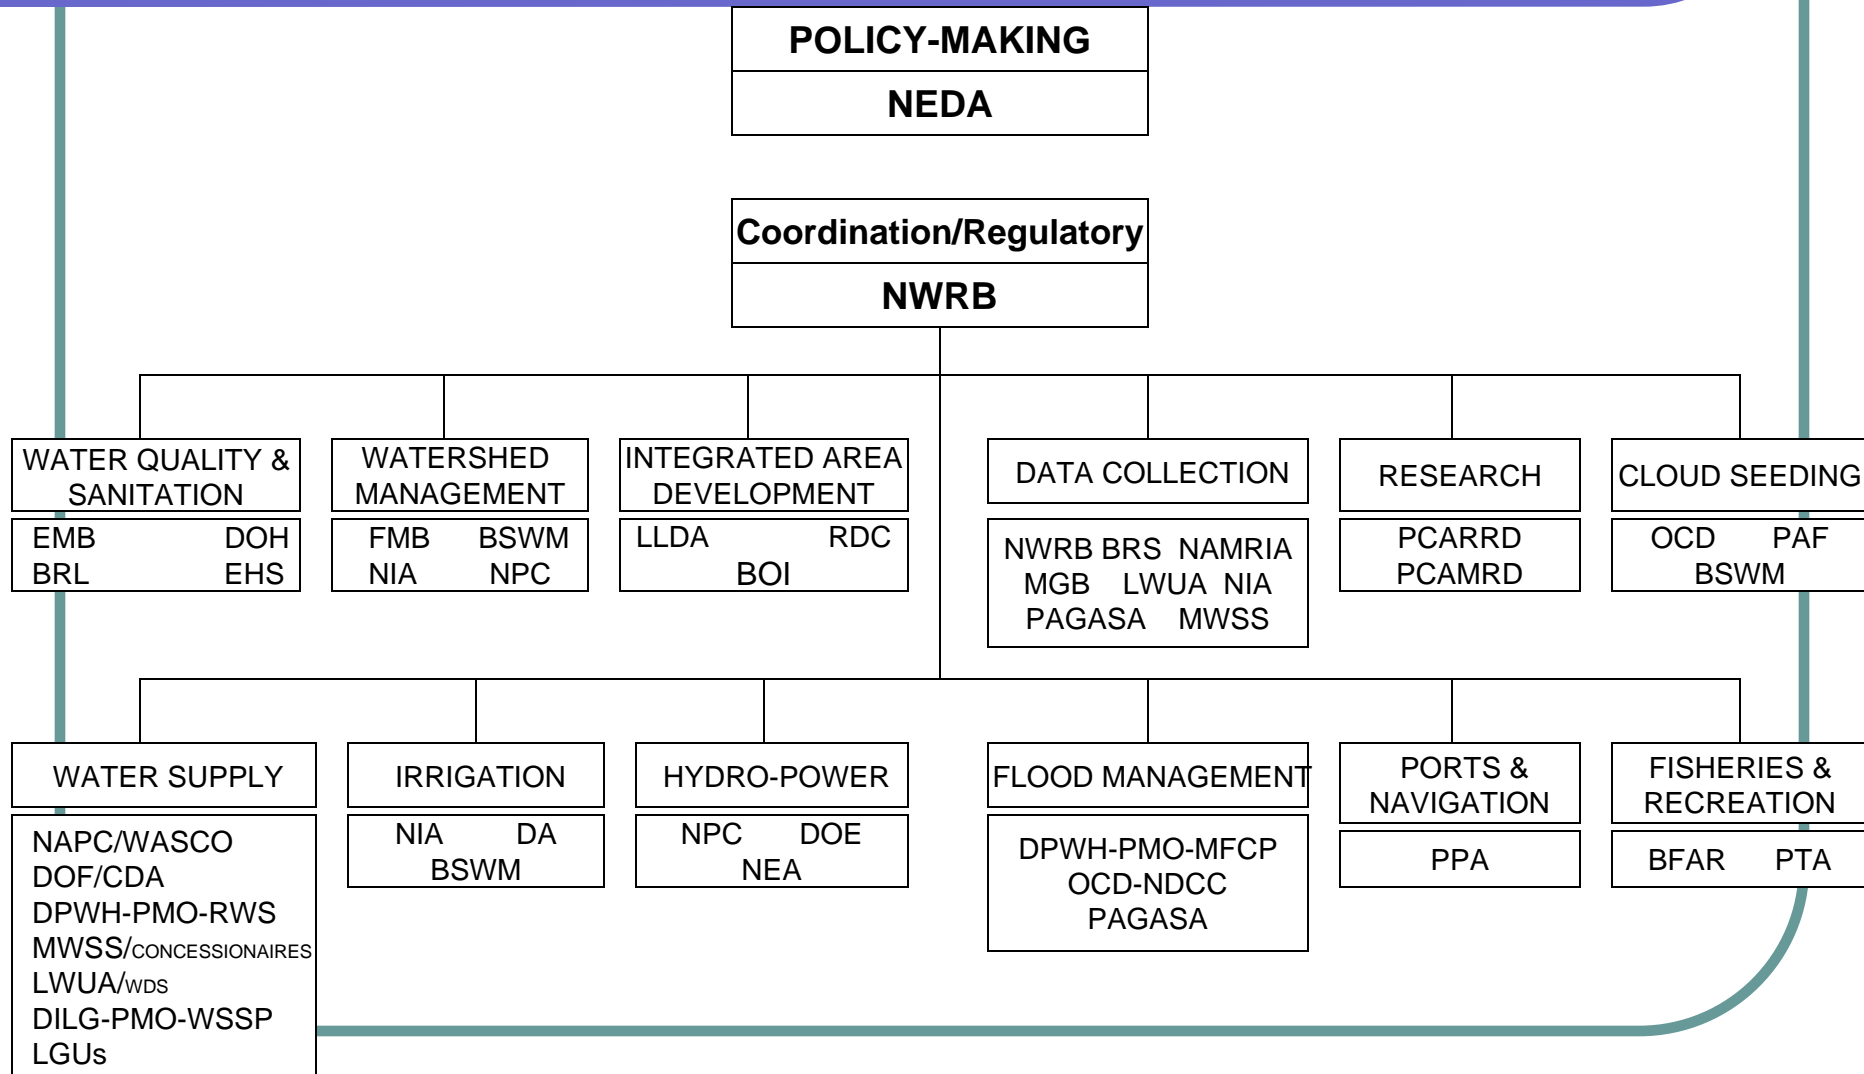 POLICY-MAKING
NEDA
Coordination/Regulatory
NWRB
WATER QUALITY &
SANITATION
EMB DOH
BRL EHS
WATERSHED
MANAGEMENT
FMB BSWM
NIA NPC
INTEGRATED AREA
DEVELOPMENT
LLDA RDC
BOI
DATA COLLECTION
NWRB BRS NAMRIA
MGB LWUA NIA
PAGASA MWSS
RESEARCH
PCARRD
PCAMRD
CLOUD SEEDING
OCD PAF
BSWM
WATER SUPPLY
NAPC/WASCO
DOF/CDA
DPWH-PMO-RWS
MWSS/CONCESSIONAIRES
LWUA/WDS
DILG-PMO-WSSP
LGUs
IRRIGATION
NIA DA
BSWM
HYDRO-POWER
NPC DOE
NEA
FLOOD MANAGEMENT
DPWH-PMO-MFCP
OCD-NDCC
PAGASA
PORTS &
NAVIGATION
PPA
FISHERIES &
RECREATION
BFAR PTA